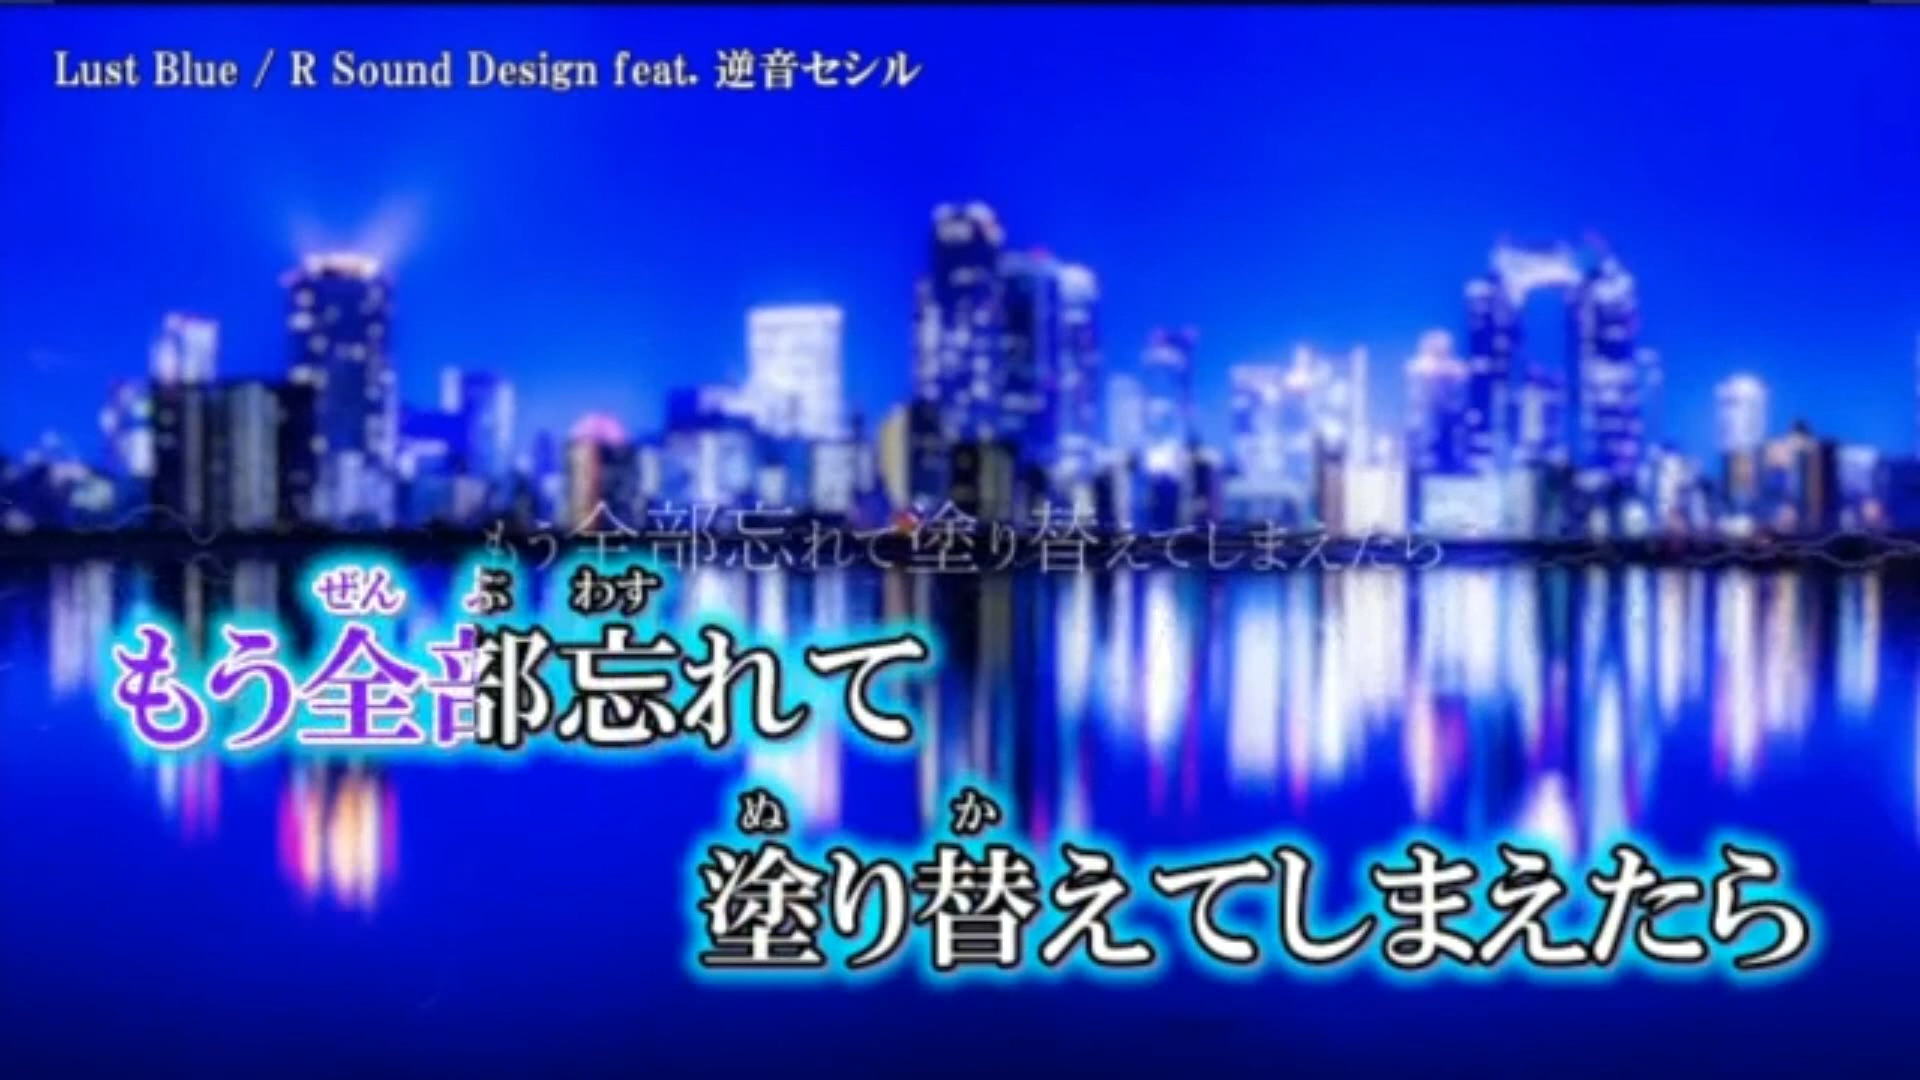 Lust Blue / R Sound Design feat. 逆音セシル
もう全部忘れて塗り替えてしまえたら
ぜん ぶ わす
もう全部忘れて
ぬ か
塗り替えてしまえたら